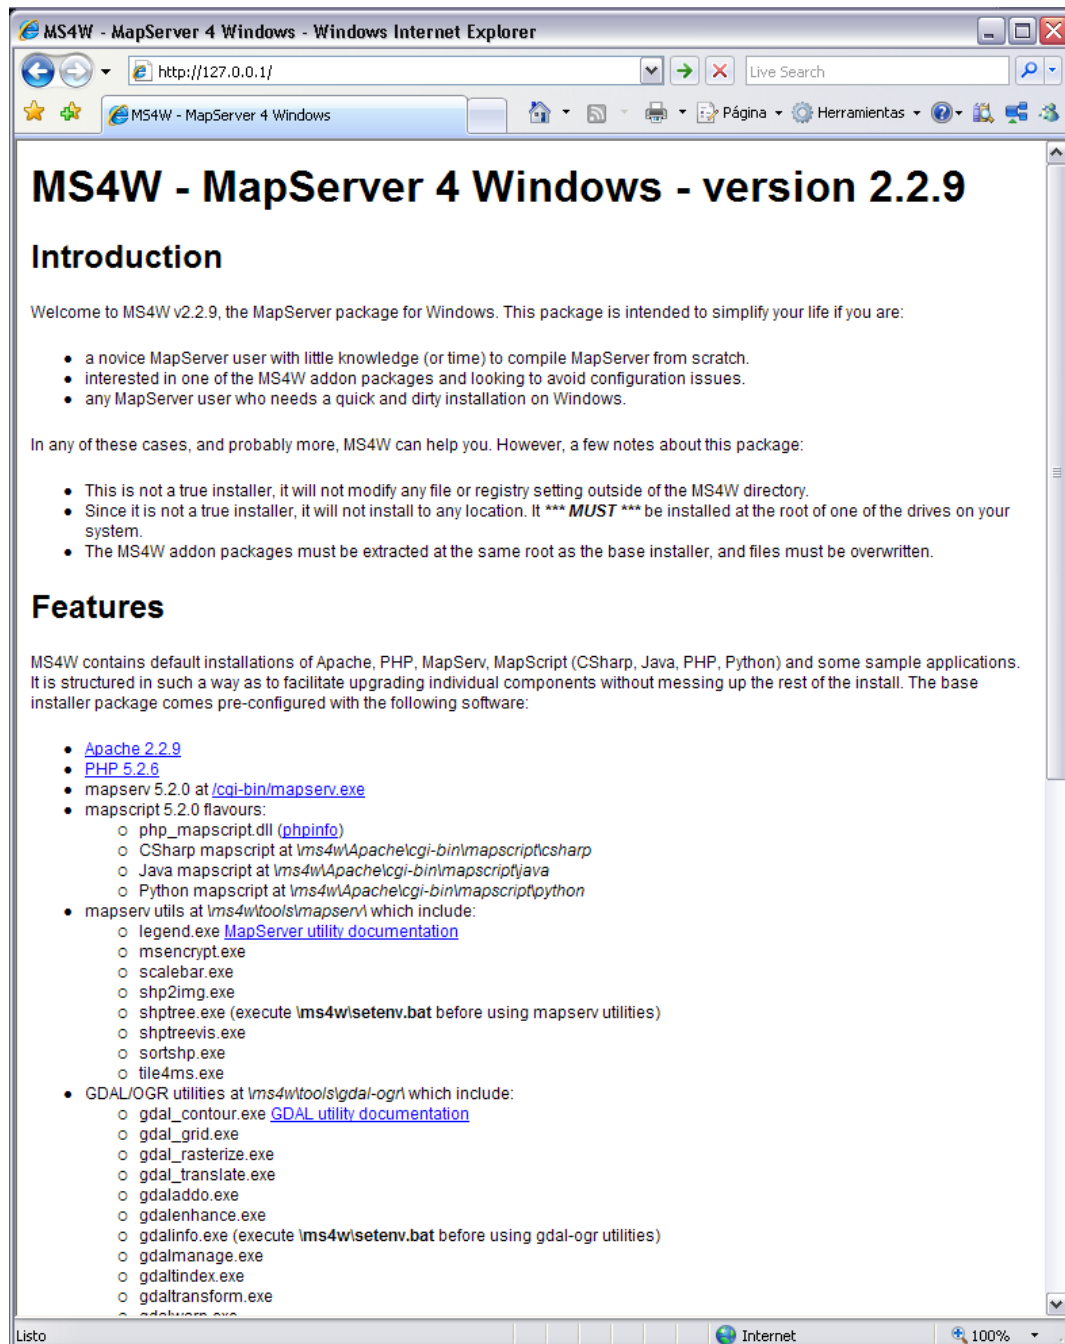 MS4W - MapServer 4 Windows - Windows Internet Explorer
http://127.0.0.1/
Live Search
MS4W - MapServer 4 Windows
Página
Herramientas
MS4W - MapServer 4 Windows - version 2.2.9
Introduction
Welcome to MS4W v2.2.9, the MapServer package for Windows. This package is intended to simplify your life if you are:
a novice MapServer user with little knowledge (or time) to compile MapServer from scratch.
interested in one of the MS4W addon packages and looking to avoid configuration issues.
any MapServer user who needs a quick and dirty installation on Windows.
In any of these cases, and probably more, MS4W can help you. However, a few notes about this package:
This is not a true installer, it will not modify any file or registry setting outside of the MS4W directory.
Since it is not a true installer, it will not install to any location. It *** MUST *** be installed at the root of one of the drives on your
system.
The MS4W addon packages must be extracted at the same root as the base installer, and files must be overwritten.
Features
MS4W contains default installations of Apache, PHP, MapServ, MapScript (CSharp, Java, PHP, Python) and some sample applications.
It is structured in such a way as to facilitate upgrading individual components without messing up the rest of the install. The base
installer package comes pre-configured with the following software:
Apache 2.2.9
PHP 5.2.6
mapserv 5.2.0 at /cgi-bin/mapserv.exe
mapscript 5.2.0 flavours:
php_mapscript.dll (phpinfo)
CSharp mapscript at \ms4w\Apache\cgi-bin\mapscript\csharp
Java mapscript at \ms4w\Apache\cgi-bin\mapscript\java
Python mapscript at \ms4w\Apache\cgi-bin\mapscript\python
mapserv utils at \ms4w\tools\mapserv\ which include:
legend.exe MapServer utility documentation
msencrypt.exe
scalebar.exe
shp2img.exe
shptree.exe (execute \ms4w\setenv.bat before using mapserv utilities)
shptreevis.exe
sortshp.exe
tile4ms.exe
GDAL/OGR utilities at \ms4w\tools\gdal-ogr\ which include:
gdal_contour.exe GDAL utility documentation
gdal_grid.exe
gdal_rasterize.exe
gdal_translate.exe
gdaladdo.exe
gdalenhance.exe
gdalinfo.exe (execute \ms4w\setenv.bat before using gdal-ogr utilities)
gdalmanage.exe
gdaltindex.exe
gdaltransform.exe
gdalwarp.exe
Listo
Internet
100%